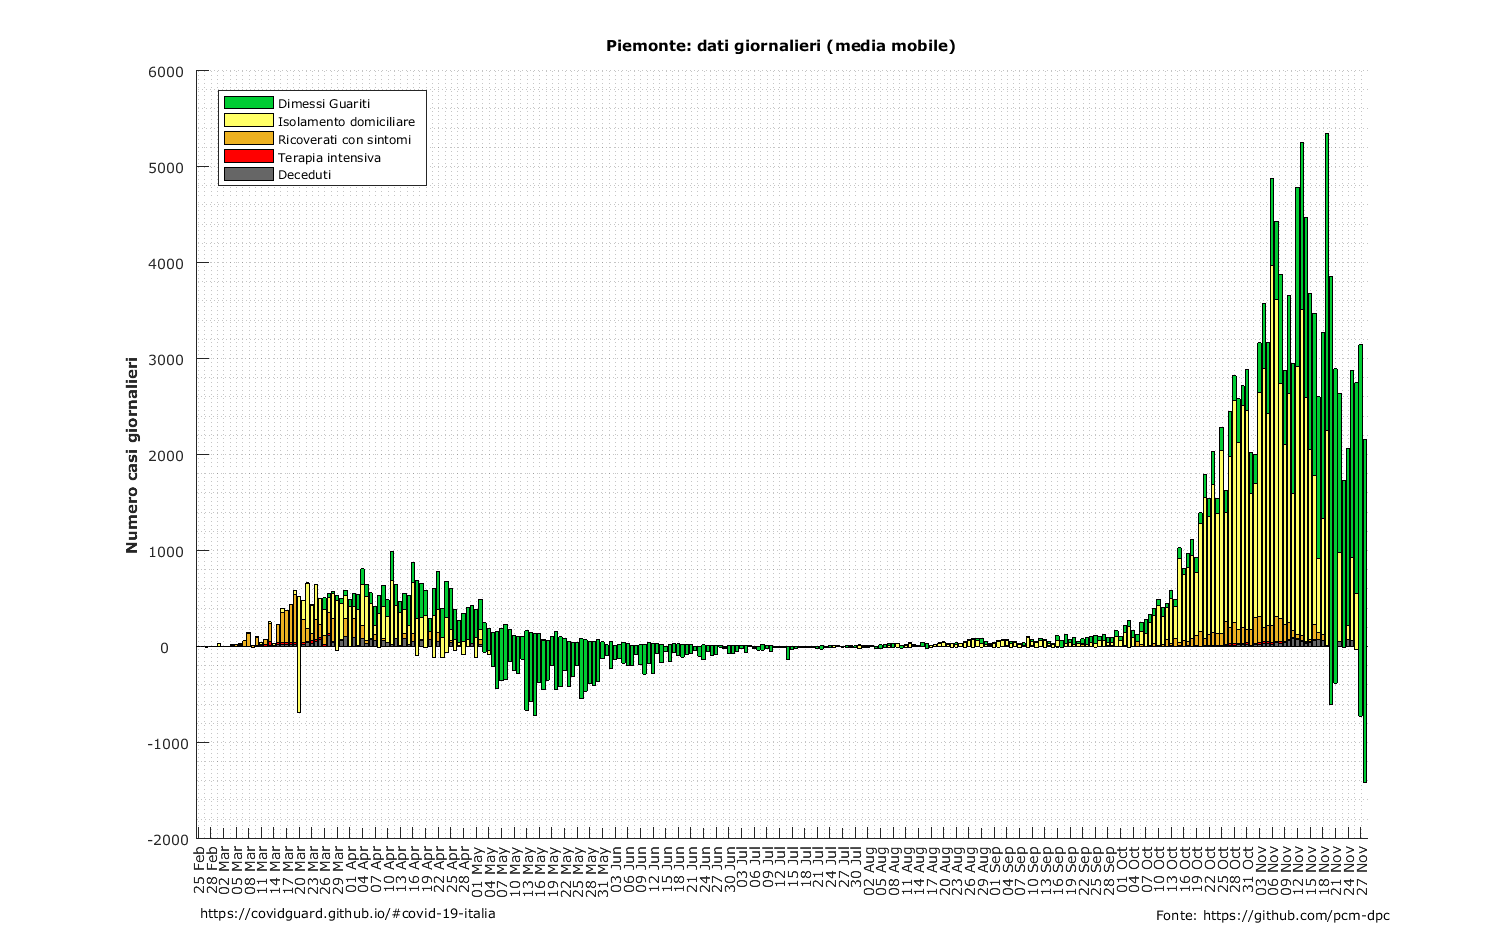 Piemonte: dati giornalieri (media mobile)
6000
5000
4000
3000
2000
1000
0
-1000
-2000
Numero casi giornalieri
Dimessi Guariti
Isolamento domiciliare
Ricoverati con sintomi
Terapia intensiva
Deceduti
25 Feb
28 Feb
02 Mar
05 Mar
08 Mar
11 Mar
14 Mar
17 Mar
20 Mar
23 Mar
26 Mar
29 Mar
01 Apr
04 Apr
07 Apr
10 Apr
13 Apr
16 Apr
19 Apr
22 Apr
25 Apr
28 Apr
01 May
04 May
07 May
10 May
13 May
16 May
19 May
22 May
25 May
28 May
31 May
03 Jun
06 Jun
09 Jun
12 Jun
15 Jun
18 Jun
21 Jun
24 Jun
27 Jun
30 Jun
03 Jul
06 Jul
09 Jul
12 Jul
15 Jul
18 Jul
21 Jul
24 Jul
27 Jul
30 Jul
02 Aug
05 Aug
08 Aug
11 Aug
14 Aug
17 Aug
20 Aug
23 Aug
26 Aug
29 Aug
01 Sep
04 Sep
07 Sep
10 Sep
13 Sep
16 Sep
19 Sep
22 Sep
25 Sep
28 Sep
01 Oct
04 Oct
07 Oct
10 Oct
13 Oct
16 Oct
19 Oct
22 Oct
25 Oct
28 Oct
31 Oct
03 Nov
06 Nov
09 Nov
12 Nov
15 Nov
18 Nov
21 Nov
24 Nov
27 Nov
https://covidguard.github.io/#covid-19-italia
Fonte: https://github.com/pcm-dpc